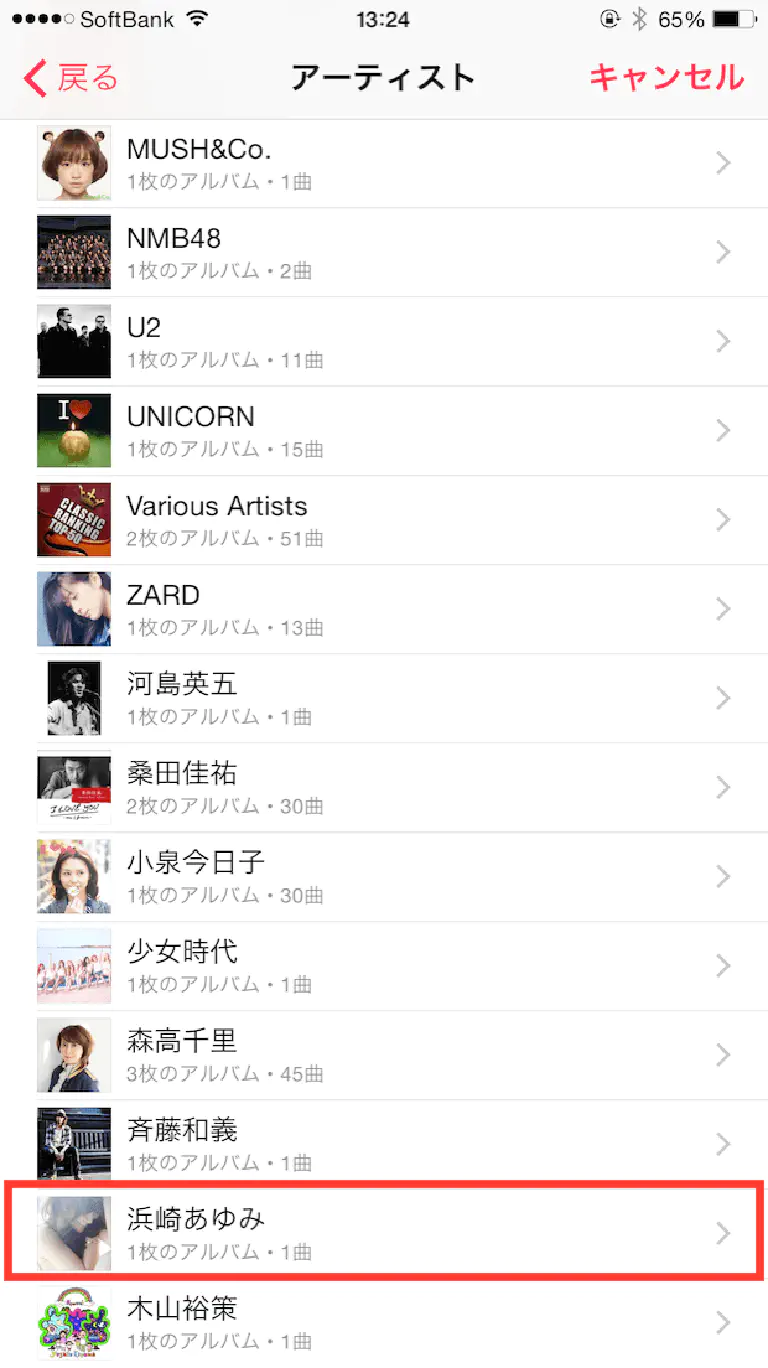 SoftBank 13:24 65%
戻る アーティスト キャンセル
MUSH&Co.
1枚のアルバム・1曲
NMB48
1枚のアルバム・2曲
U2
1枚のアルバム・11曲
I
UNICORN
1枚のアルバム・15曲
CLASSIC
RANKING
TOP50
Various Artists
2枚のアルバム・51曲
ZARD
1枚のアルバム・13曲
河島英五
1枚のアルバム・1曲
桑田佳祐
2枚のアルバム・30曲
I LOVE YOU
小泉今日子
1枚のアルバム・30曲
少女時代
1枚のアルバム・1曲
森高千里
3枚のアルバム・45曲
斉藤和義
1枚のアルバム・1曲
浜崎あゆみ
1枚のアルバム・1曲
木山裕策
1枚のアルバム・1曲